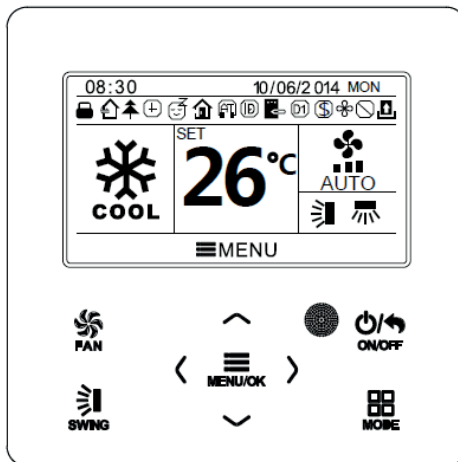 08:30 10/06/2014 MON
SET
26°C
COOL
AUTO
MENU
FAN
ON/OFF
MENU/OK
SWING
MODE